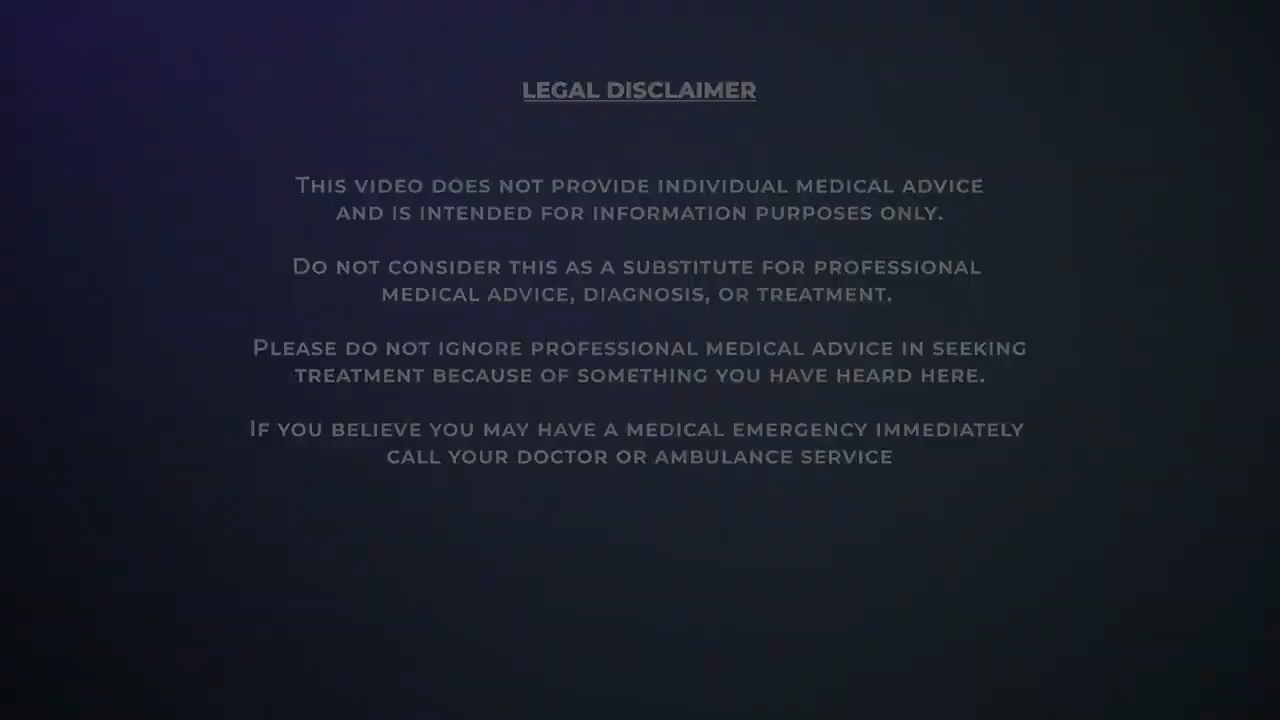 LEGAL DISCLAIMER
THIS VIDEO DOES NOT PROVIDE INDIVIDUAL MEDICAL ADVICE
AND IS INTENDED FOR INFORMATION PURPOSES ONLY.
DO NOT CONSIDER THIS AS A SUBSTITUTE FOR PROFESSIONAL
MEDICAL ADVICE, DIAGNOSIS, OR TREATMENT.
PLEASE DO NOT IGNORE PROFESSIONAL MEDICAL ADVICE IN SEEKING
TREATMENT BECAUSE OF SOMETHING YOU HAVE HEARD HERE.
IF YOU BELIEVE YOU MAY HAVE A MEDICAL EMERGENCY IMMEDIATELY
CALL YOUR DOCTOR OR AMBULANCE SERVICE